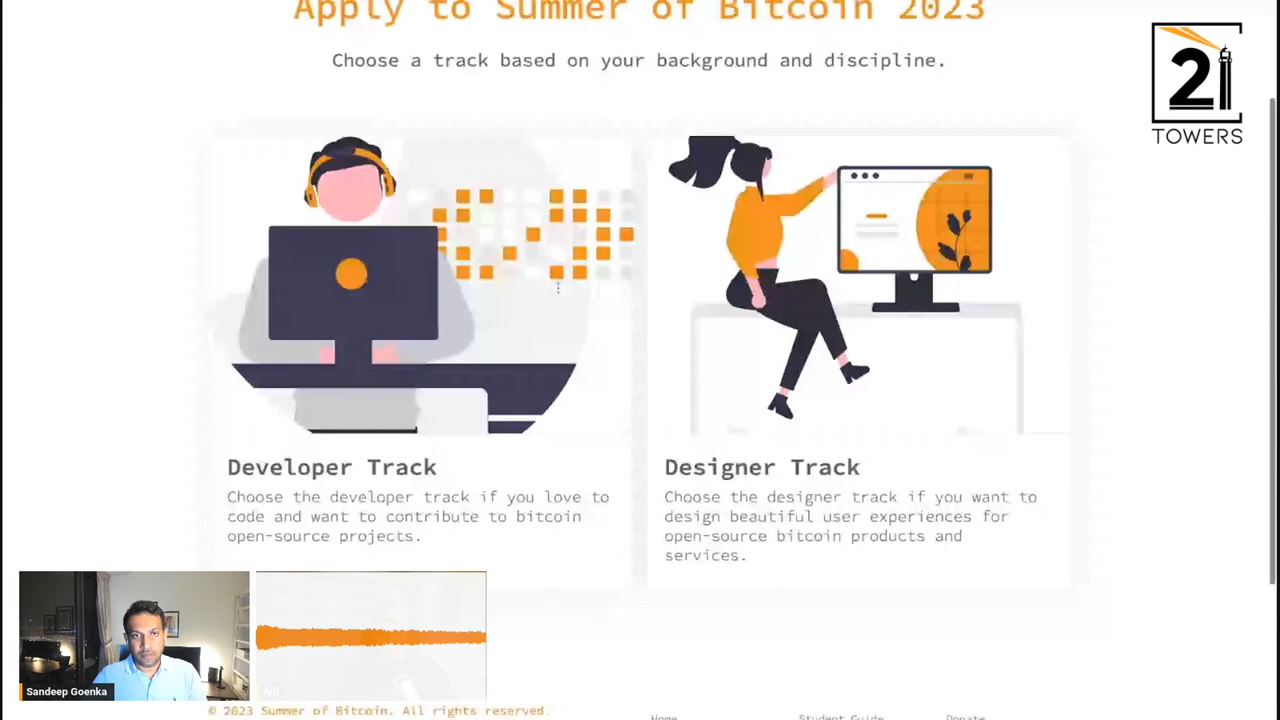 Apply to Summer of Bitcoin 2023
Choose a track based on your background and discipline.
21
TOWERS
Developer Track
Choose the developer track if you love to
code and want to contribute to bitcoin
open-source projects.
Designer Track
Choose the designer track if you want to
design beautiful user experiences for
open-source bitcoin products and
services.
Sandeep Goenka
Adi
© 2023 Summer of Bitcoin. All rights reserved.
Home
Student Guide
Donate